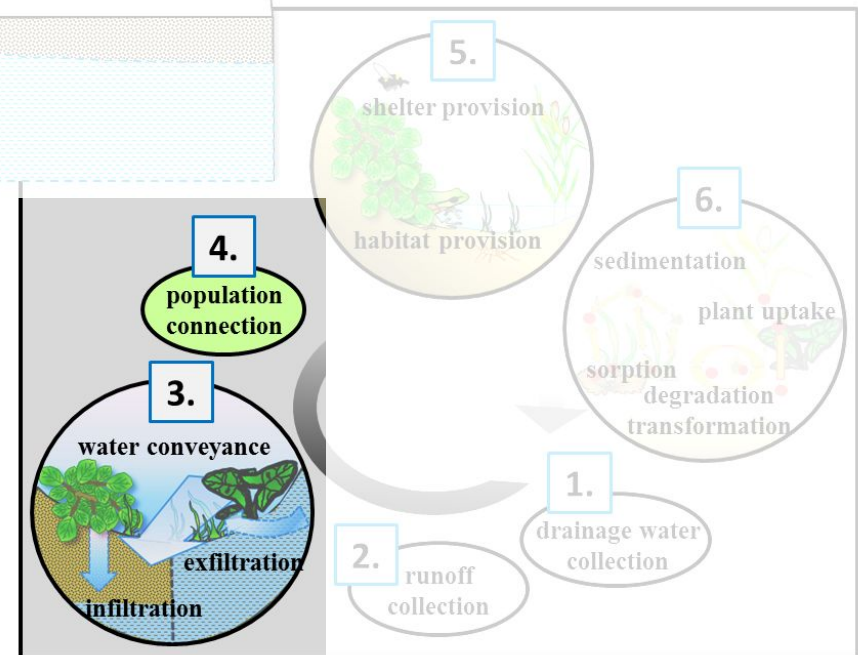 5.
shelter provision
habitat provision
6.
sedimentation
plant uptake
sorption
degradation
transformation
4.
population
connection
3.
water conveyance
exfiltration
infiltration
1.
drainage water
collection
2.
runoff
collection